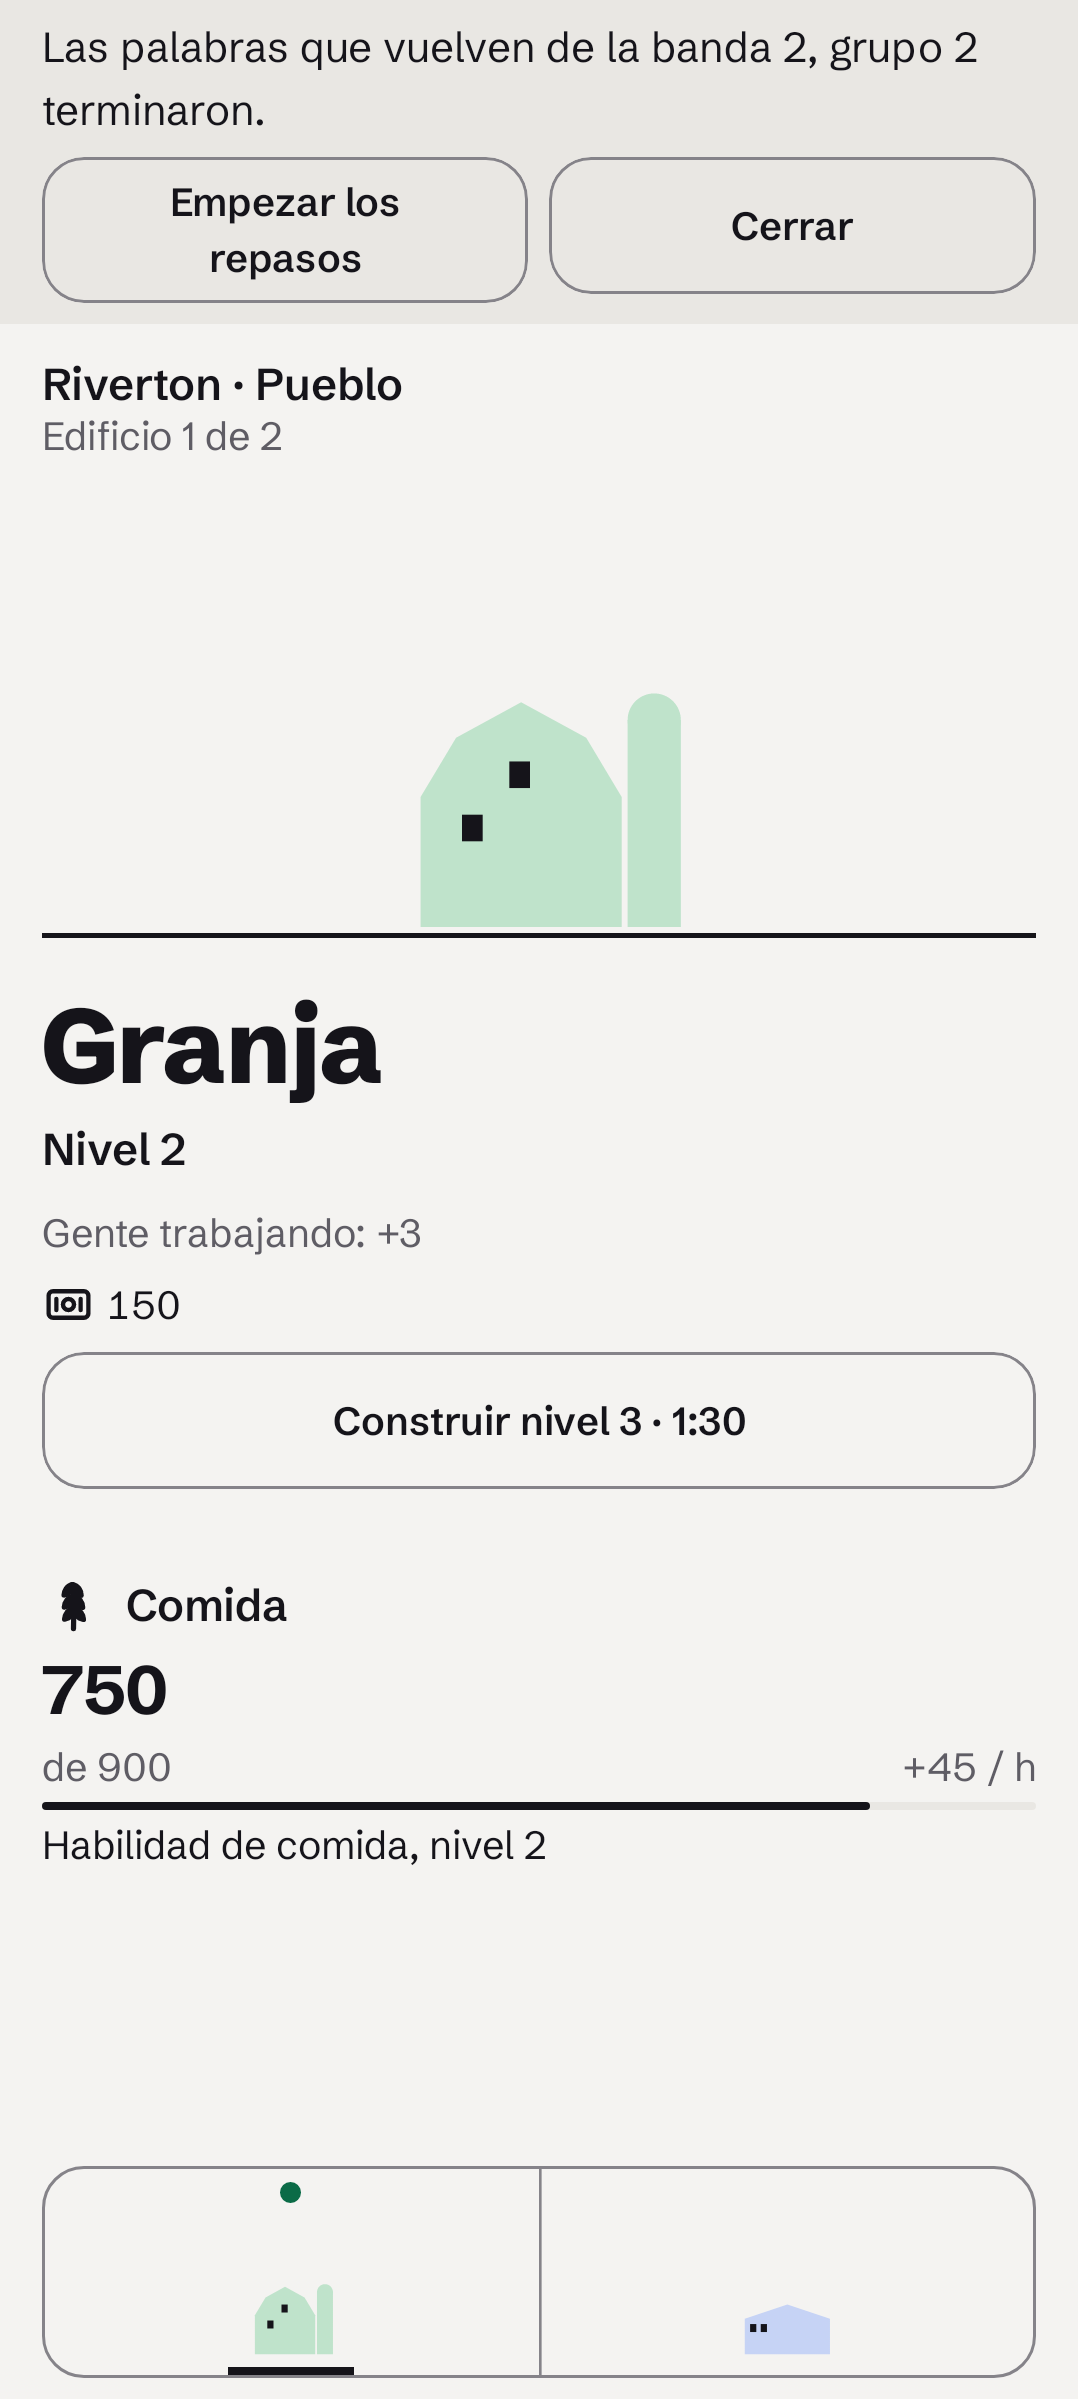 Las palabras que vuelven de la banda 2, grupo 2
terminaron.
Empezar los
repasos
Cerrar
Riverton · Pueblo
Edificio 1 de 2
Granja
Nivel 2
Gente trabajando: +3
150
Construir nivel 3 · 1:30
Comida
750
de 900
+45 / h
Habilidad de comida, nivel 2